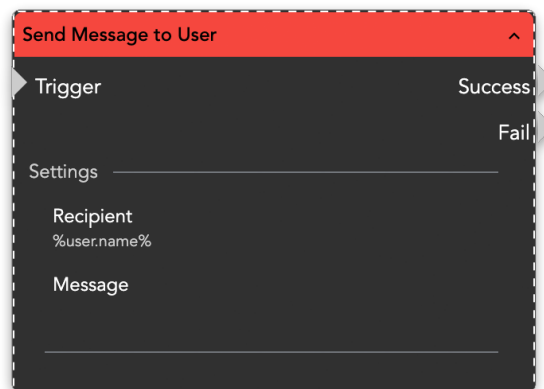 Send Message to User
Trigger
Success
Fail
Settings
Recipient
%user.name%
Message